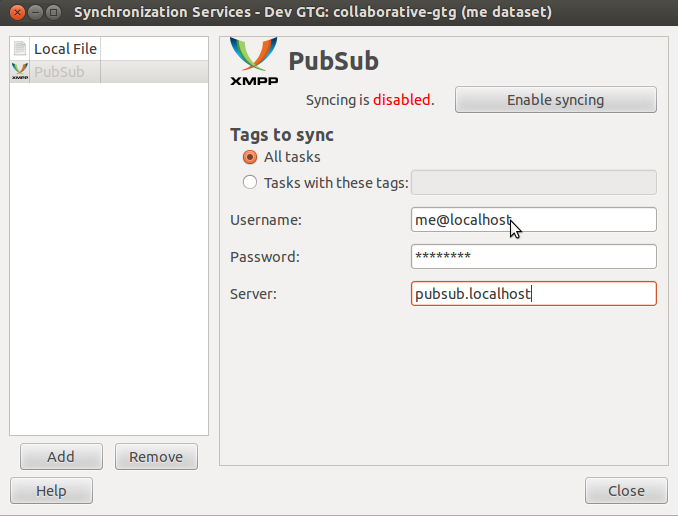 Synchronization Services - Dev GTG: collaborative-gtg (me dataset)
Local File
XMPP PubSub
XMPP
PubSub
Syncing is disabled. Enable syncing
Tags to sync
All tasks
Tasks with these tags:
Username: me@localhost
Password: ********
Server: pubsub.localhost
Add Remove
Help Close